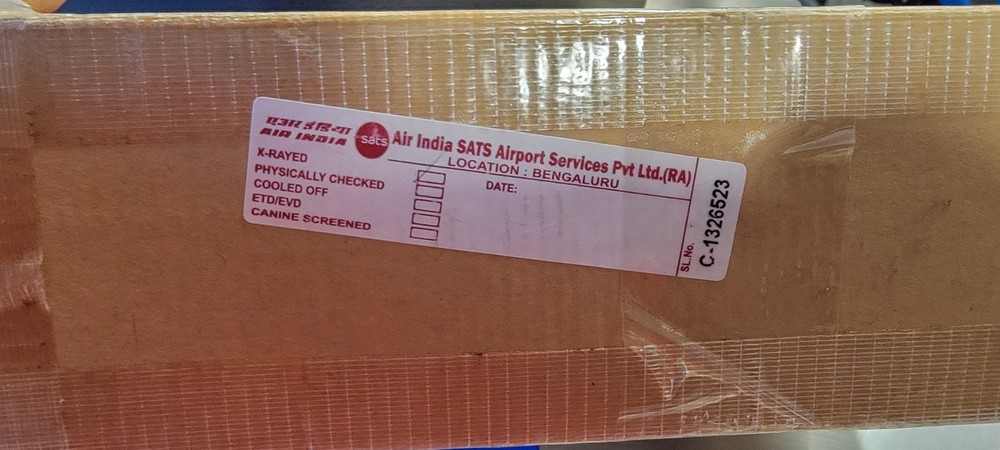 एअर इंडिया
AIR INDIA
sats
Air India SATS Airport Services Pvt Ltd.(RA)
LOCATION : BENGALURU
X-RAYED
PHYSICALLY CHECKED
COOLED OFF
ETD/EVD
CANINE SCREENED
DATE:
SL.No.
C-1326523